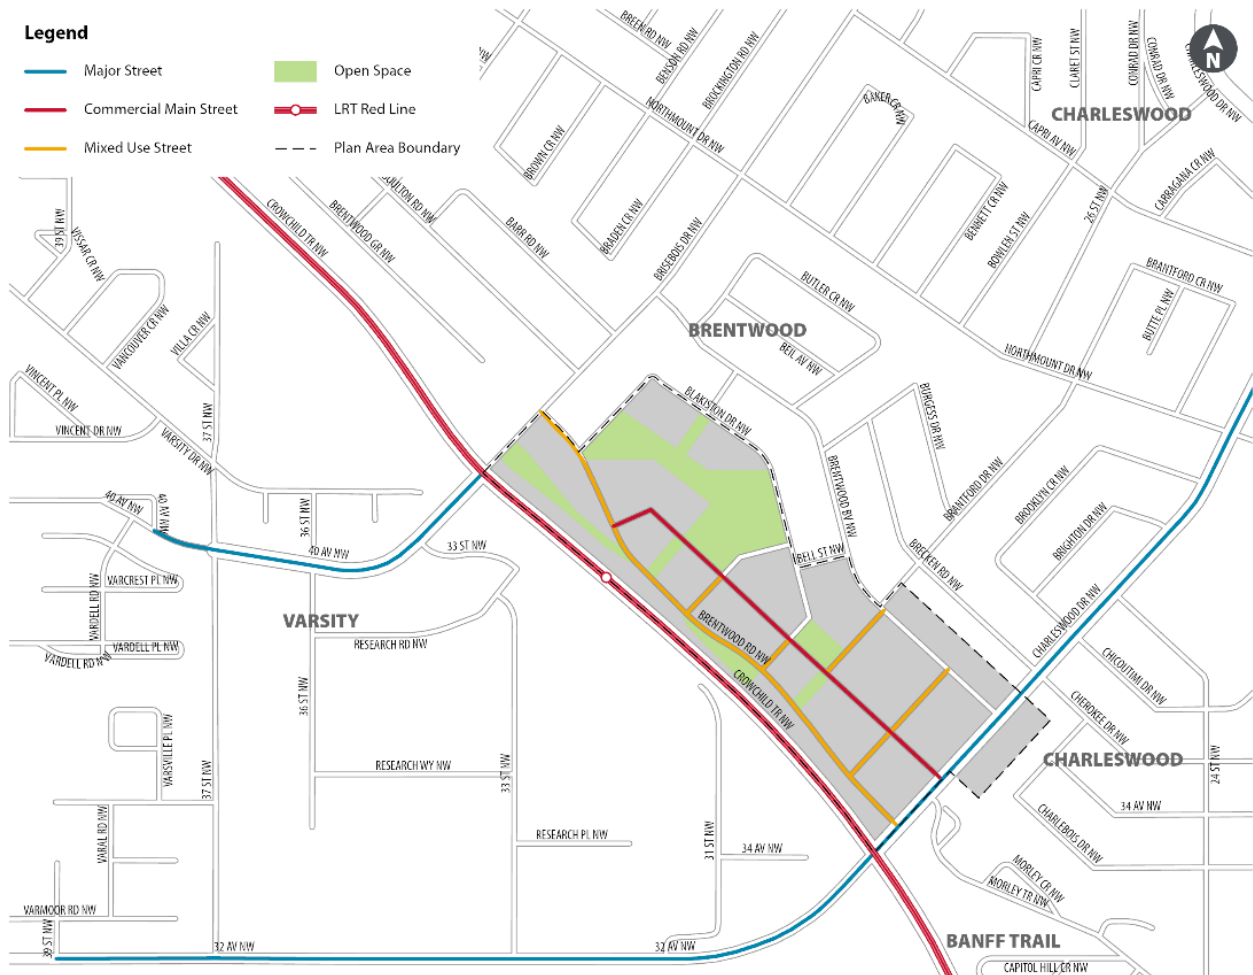 Legend
Major Street
Open Space
Commercial Main Street
LRT Red Line
Mixed Use Street
Plan Area Boundary
N
BREEN RD NW
BENSON RD NW
BROCKINGTON RD NW
CAPRI CR NW
CLARET ST NW
CONRAD DR NW
CONRAD DR NW
CHARLESWOOD DR NW
NW
BAKER CR NW
NORTHMOUNT DR NW
CHARLESWOOD
CAPRI AV NW
BROWN CR NW
CARRAGANA CR NW
BOULTON RD NW
26 ST NW
BENNETT CR NW
BOWLEN ST NW
BRADEN CR NW
BARR RD NW
BRISEBOIS DR NW
BRENTWOOD GR NW
CROWCHILD TR NW
39 ST NW
VISSAR CR NW
BUTLER CR NW
BRANTFORD CR NW
BUTTE PL NW
VANCOUVER CR NW
VILLA CR NW
BRENTWOOD
BEIL AV NW
NORTHMOUNT DR NW
VINCENT PL NW
VINCENT DR NW
37 ST NW
VARSITY DR NW
BLAKISTON DR NW
BURGESS DR NW
BRENTWOOD BV NW
BRANTFORD DR NW
BROOKLYN CR NW
BRIGHTON DR NW
40 AV NW
40 AV NW
36 ST NW
40 AV NW
33 ST NW
BELL ST NW
BRECKEN RD NW
VARCREST PL NW
VARDELL RD NW
VARSITY
CHARLESWOOD DR NW
VARDELL PL NW
VARDELL RD NW
RESEARCH RD NW
BRENTWOOD RD NW
CROWCHILD TR NW
CHICOUTIMI DR NW
36 ST NW
CHEROKEE DR NW
VARSVILLE PL NW
RESEARCH WY NW
33 ST NW
37 ST NW
CHARLESWOOD
24 ST NW
34 AV NW
VARAL RD NW
RESEARCH PL NW
31 ST NW
34 AV NW
CHARLEBOIS DR NW
MORLEY CR NW
MORLEY TR NW
VARMOOR RD NW
39 ST NW
32 AV NW
32 AV NW
BANFF TRAIL
CAPITOL HILL CR NW